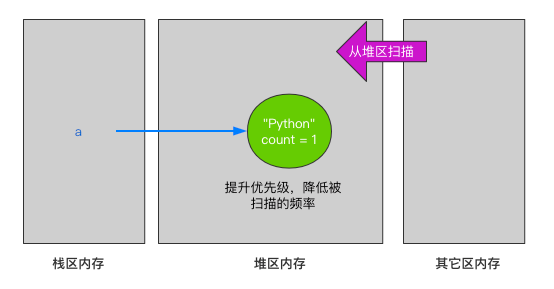 从堆区扫描
a
"Python"
count = 1
提升优先级，降低被
扫描的频率
栈区内存
堆区内存
其它区内存